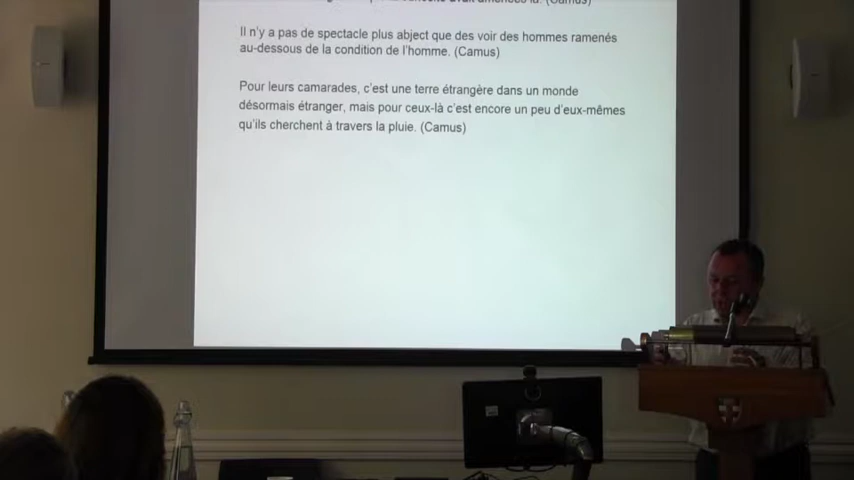 (Camus)
Il n'y a pas de spectacle plus abject que des voir des hommes ramenés
au-dessous de la condition de l'homme. (Camus)
Pour leurs camarades, c'est une terre étrangère dans un monde
désormais étranger, mais pour ceux-là c'est encore un peu d'eux-mêmes
qu'ils cherchent à travers la pluie. (Camus)